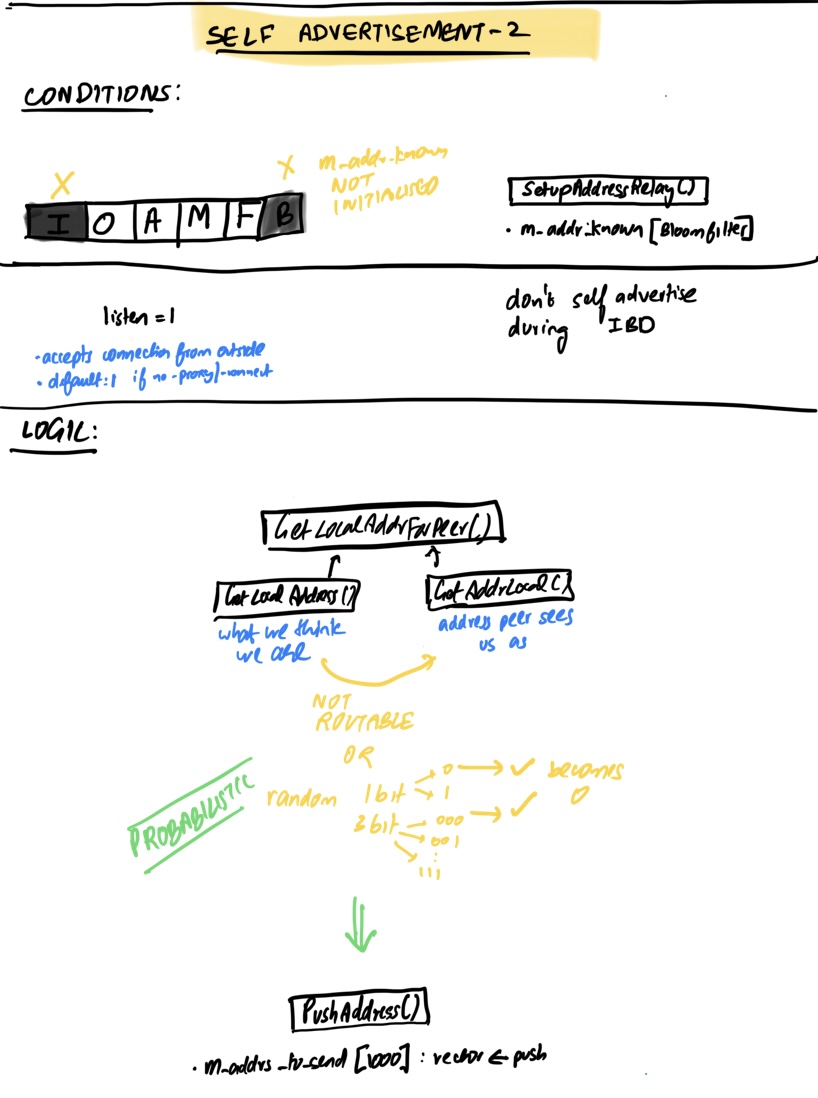 SELF ADVERTISEMENT-2
CONDITIONS:
X
X
m_addr_known
NOT
INITIALISED
I O A M F B
SetupAddressRelay()
• m_addr_known [Bloomfilter]
listen = 1
• accepts connection from outside
• default:1 if no -proxy/-connect
don't self advertise
during IBD
LOGIC:
GetLocalAddrForPeer()
GetLocalAddress()
GetAddrLocal()
what we think
we are
address peer sees
us as
NOT
ROUTABLE
OR
PROBABILISTIC
random 1bit → 0 → ✓ becomes
→ 1 0
3bit → 000 → ✓
→ 001
:
111
PushAddress()
• m_addrs_to_send [1000] : vector ← push